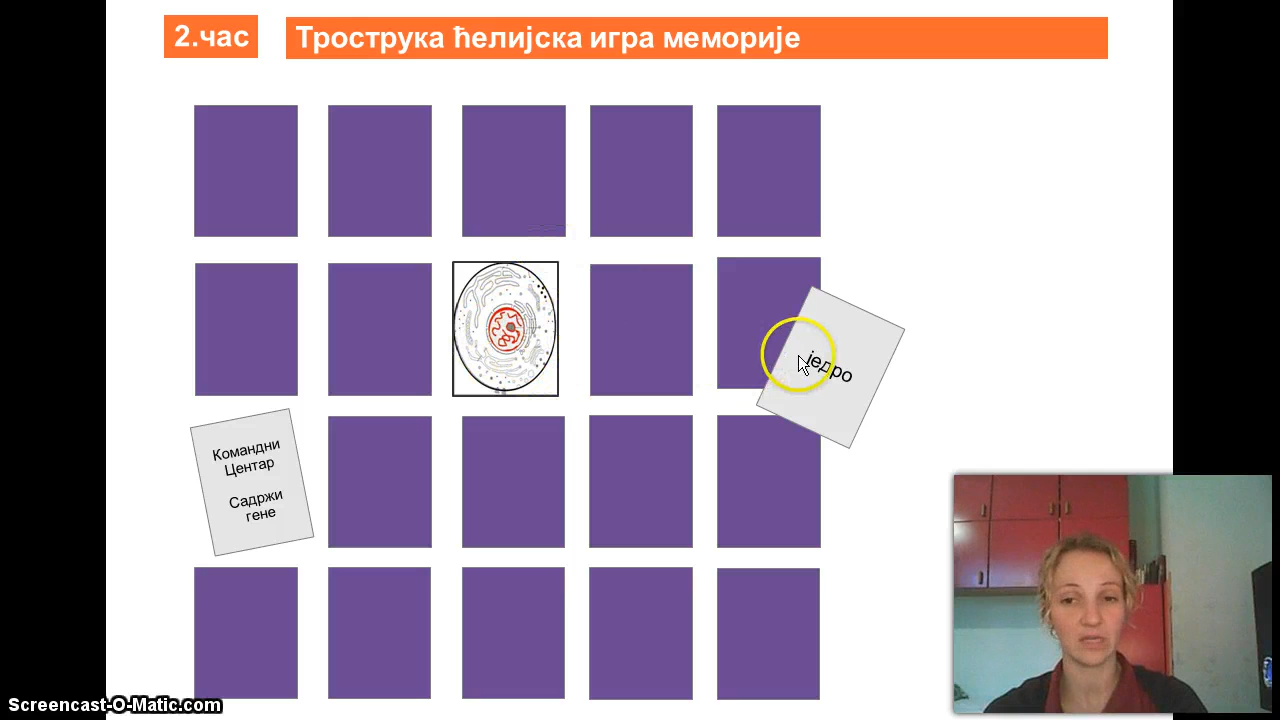 2.час
Трострука ћелијска игра меморије
једро
Командни
Центар
Садржи
гене
Screencast-O-Matic.com